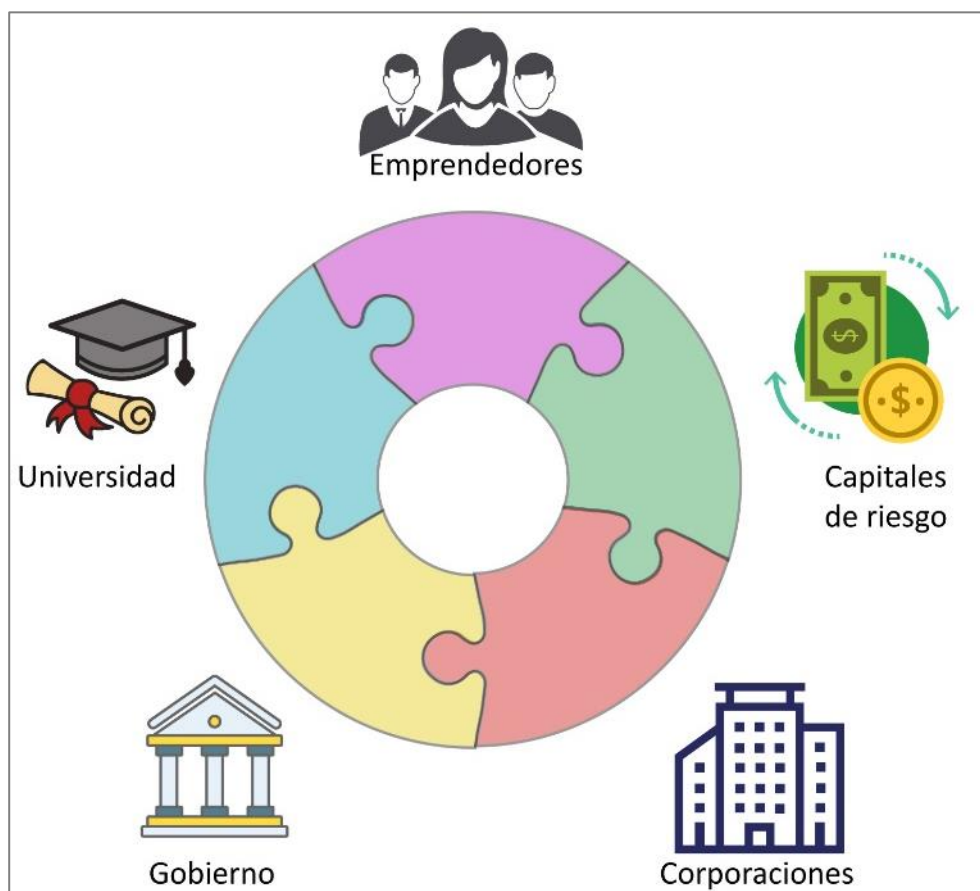 Emprendedores
Universidad
Capitales
de riesgo
Gobierno
Corporaciones